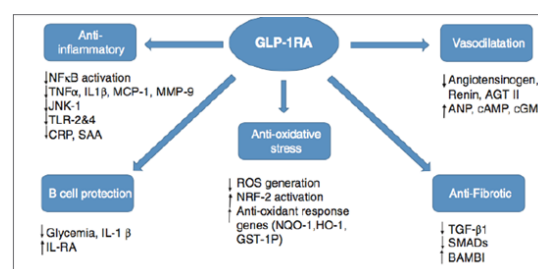 GLP-1RA
Anti-
inflammatory
↓NFκB activation
↓TNFα, IL1β, MCP-1, MMP-9
↓JNK-1
↓TLR-2&4
↓CRP, SAA
Vasodilatation
↓Angiotensinogen,
Renin, AGT II
↑ANP, cAMP, cGM
Anti-oxidative
stress
↓ROS generation
↑NRF-2 activation
↑Anti-oxidant response
genes (NQO-1,HO-1,
GST-1P)
B cell protection
↓Glycemia, IL-1 β
↑IL-RA
Anti-Fibrotic
↓TGF-β1
↓SMADs
↑BAMBI